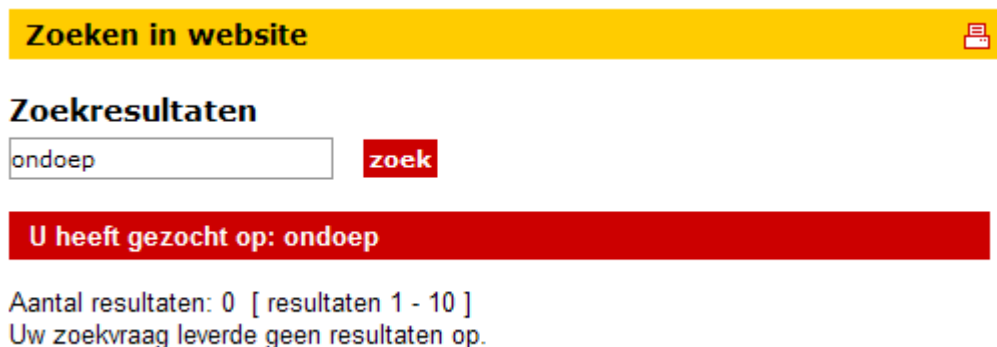 Zoeken in website
Zoekresultaten
ondoep
zoek
U heeft gezocht op: ondoep
Aantal resultaten: 0 [ resultaten 1 - 10 ]
Uw zoekvraag leverde geen resultaten op.